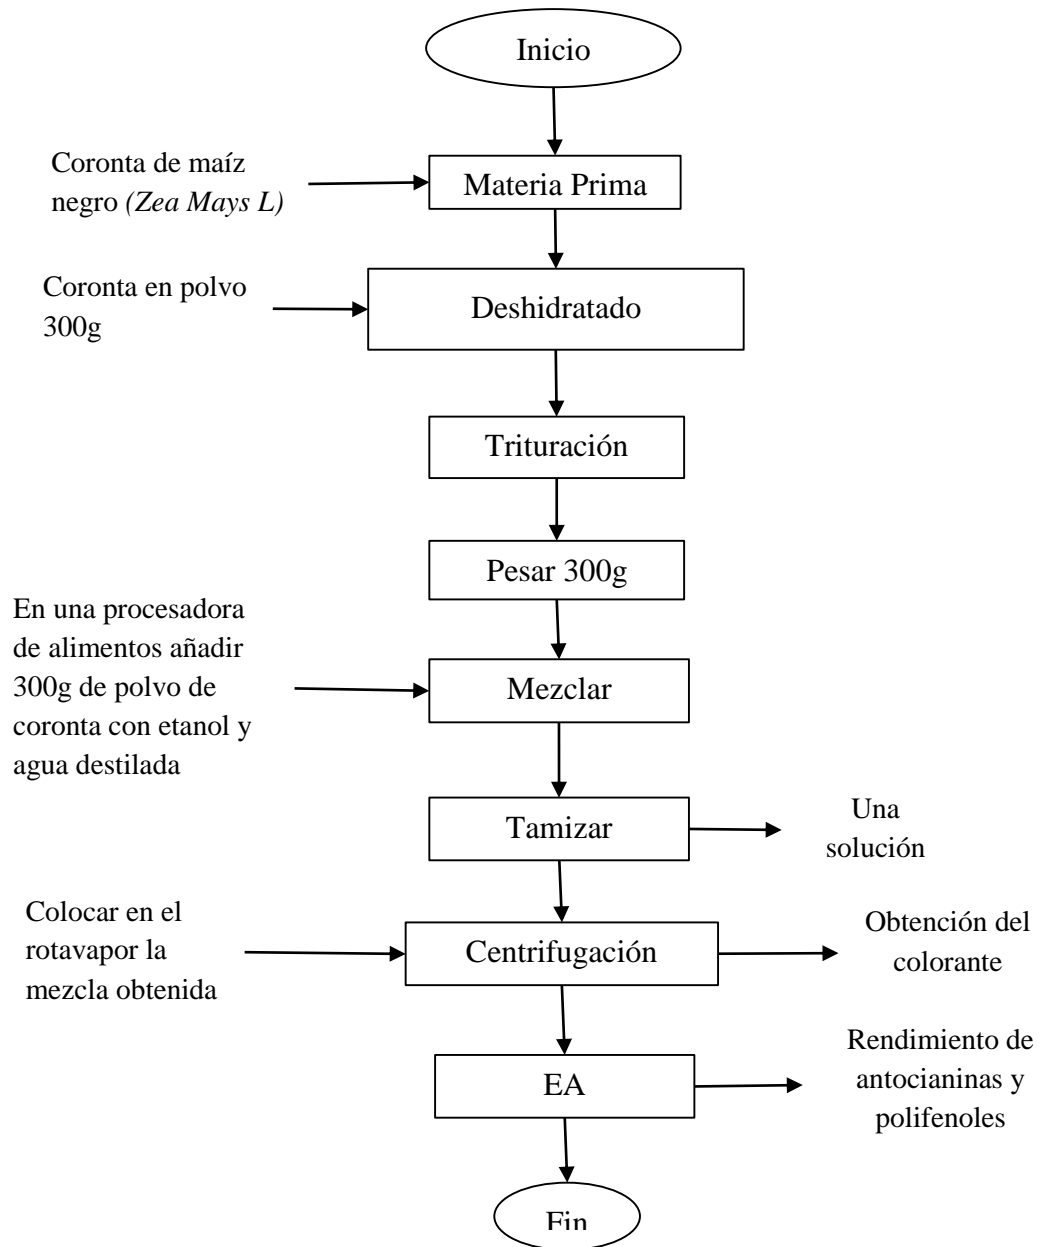 Inicio
Coronta de maíz
negro (Zea Mays L)
Materia Prima
Coronta en polvo
300g
Deshidratado
Trituración
Pesar 300g
En una procesadora
de alimentos añadir
300g de polvo de
coronta con etanol y
agua destilada
Mezclar
Tamizar
Una
solución
Colocar en el
rotavapor la
mezcla obtenida
Centrifugación
Obtención del
colorante
EA
Rendimiento de
antocianinas y
polifenoles
Fin